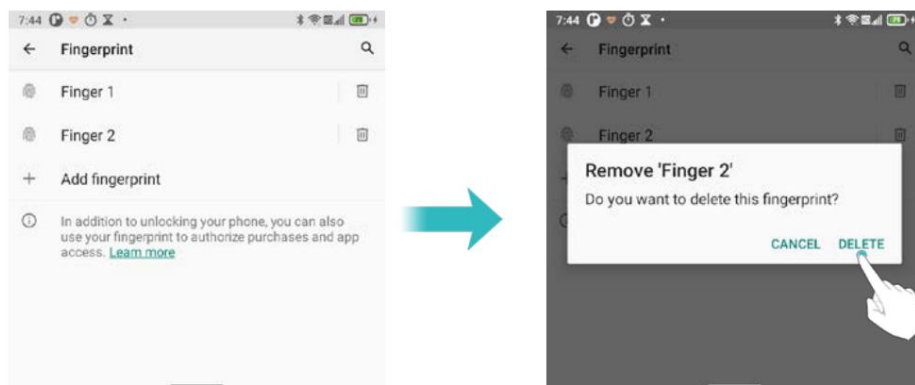 7:44
Fingerprint
Finger 1
Finger 2
Add fingerprint
In addition to unlocking your phone, you can also
use your fingerprint to authorize purchases and app
access. Learn more
7:44
Fingerprint
Finger 1
Finger 2
Remove 'Finger 2'
Do you want to delete this fingerprint?
CANCEL DELETE